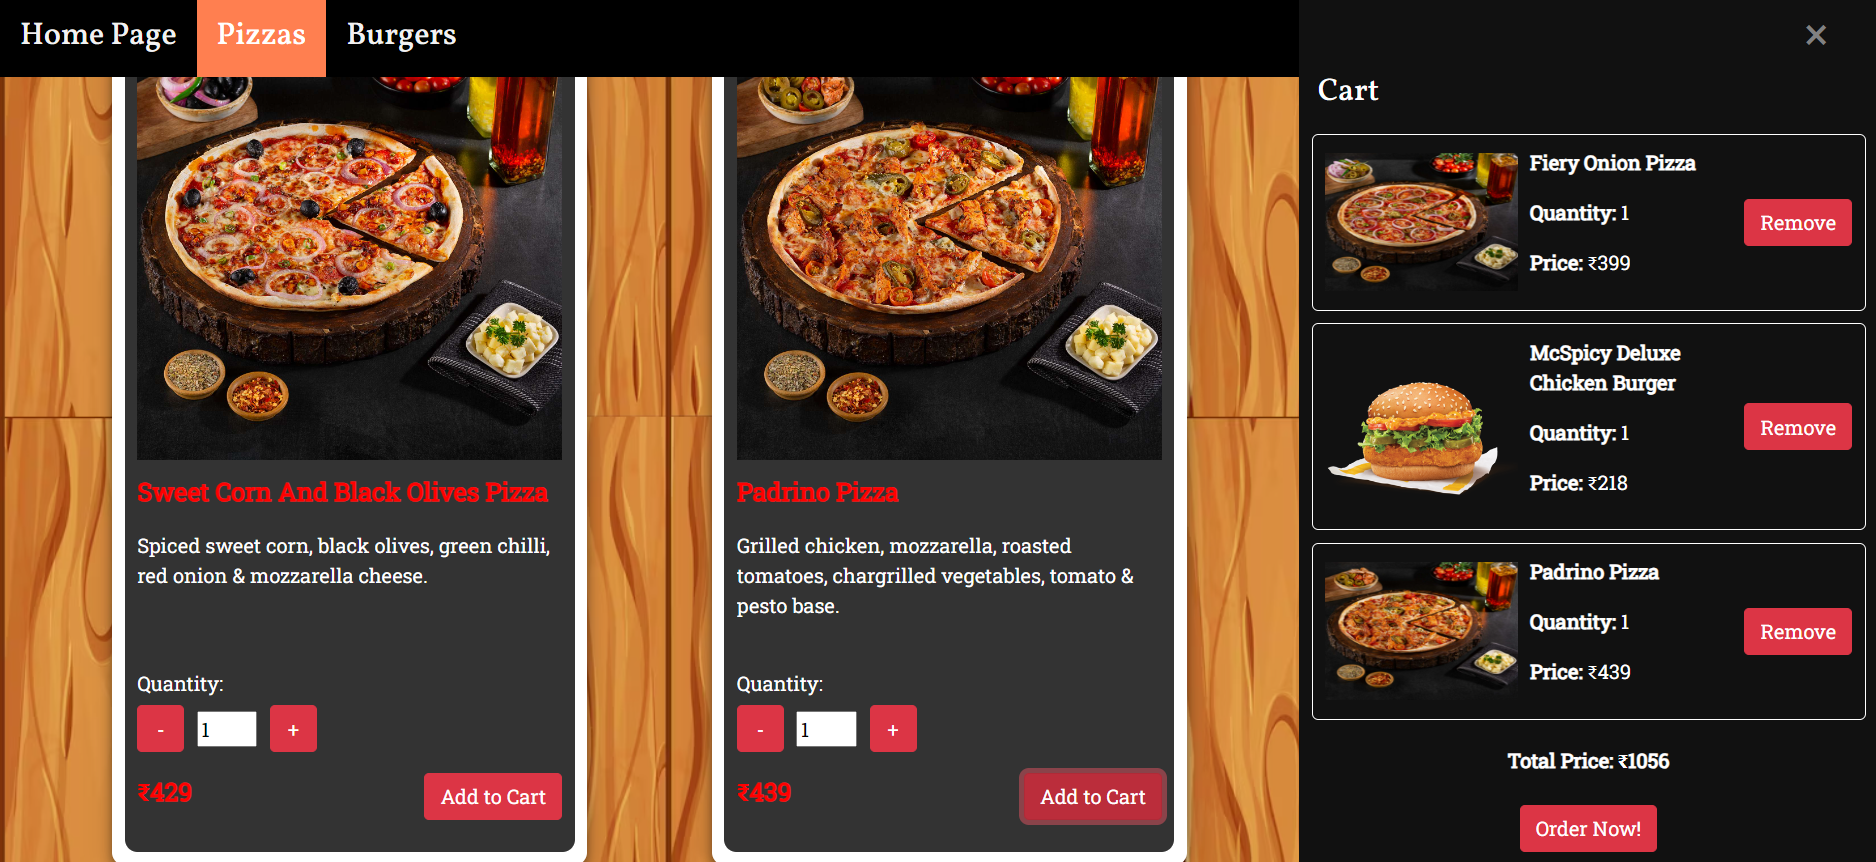 Home Page Pizzas Burgers
×
Sweet Corn And Black Olives Pizza
Spiced sweet corn, black olives, green chilli,
red onion & mozzarella cheese.
Quantity:
- 1 +
₹429 Add to Cart
Padrino Pizza
Grilled chicken, mozzarella, roasted
tomatoes, chargrilled vegetables, tomato &
pesto base.
Quantity:
- 1 +
₹439 Add to Cart
Cart
Fiery Onion Pizza
Quantity: 1
Price: ₹399
Remove
McSpicy Deluxe
Chicken Burger
Quantity: 1
Price: ₹218
Remove
Padrino Pizza
Quantity: 1
Price: ₹439
Remove
Total Price: ₹1056
Order Now!